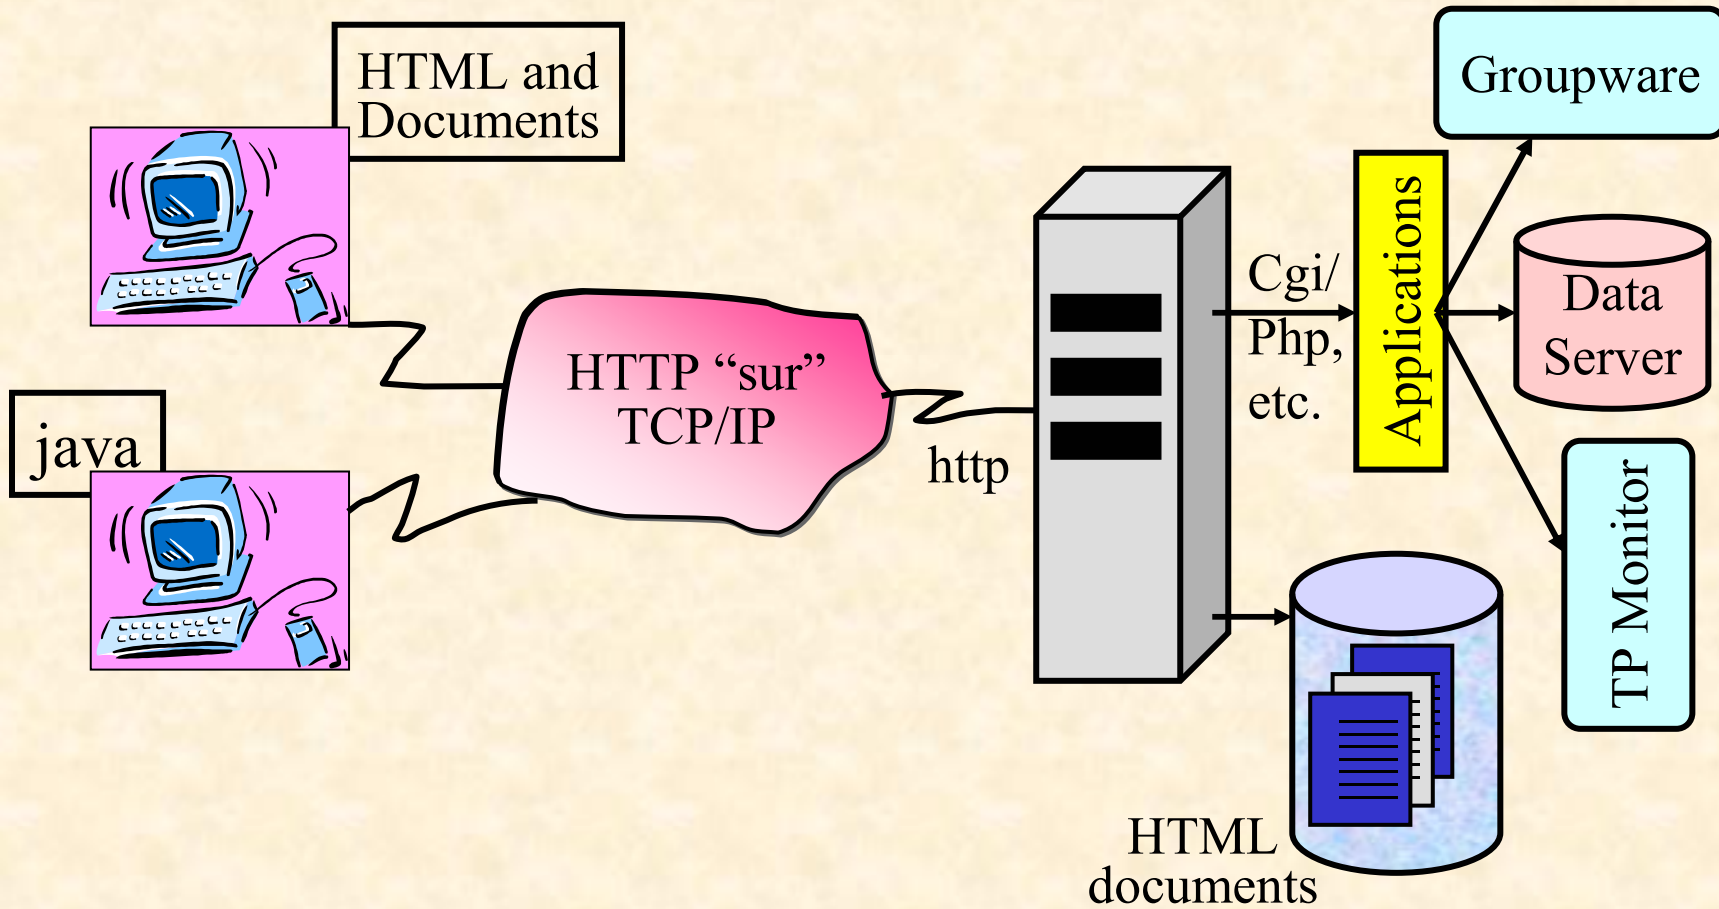 HTML and
Documents
java
HTTP “sur”
TCP/IP
http
Cgi/
Php,
etc.
Applications
Groupware
Data
Server
TP Monitor
HTML
documents